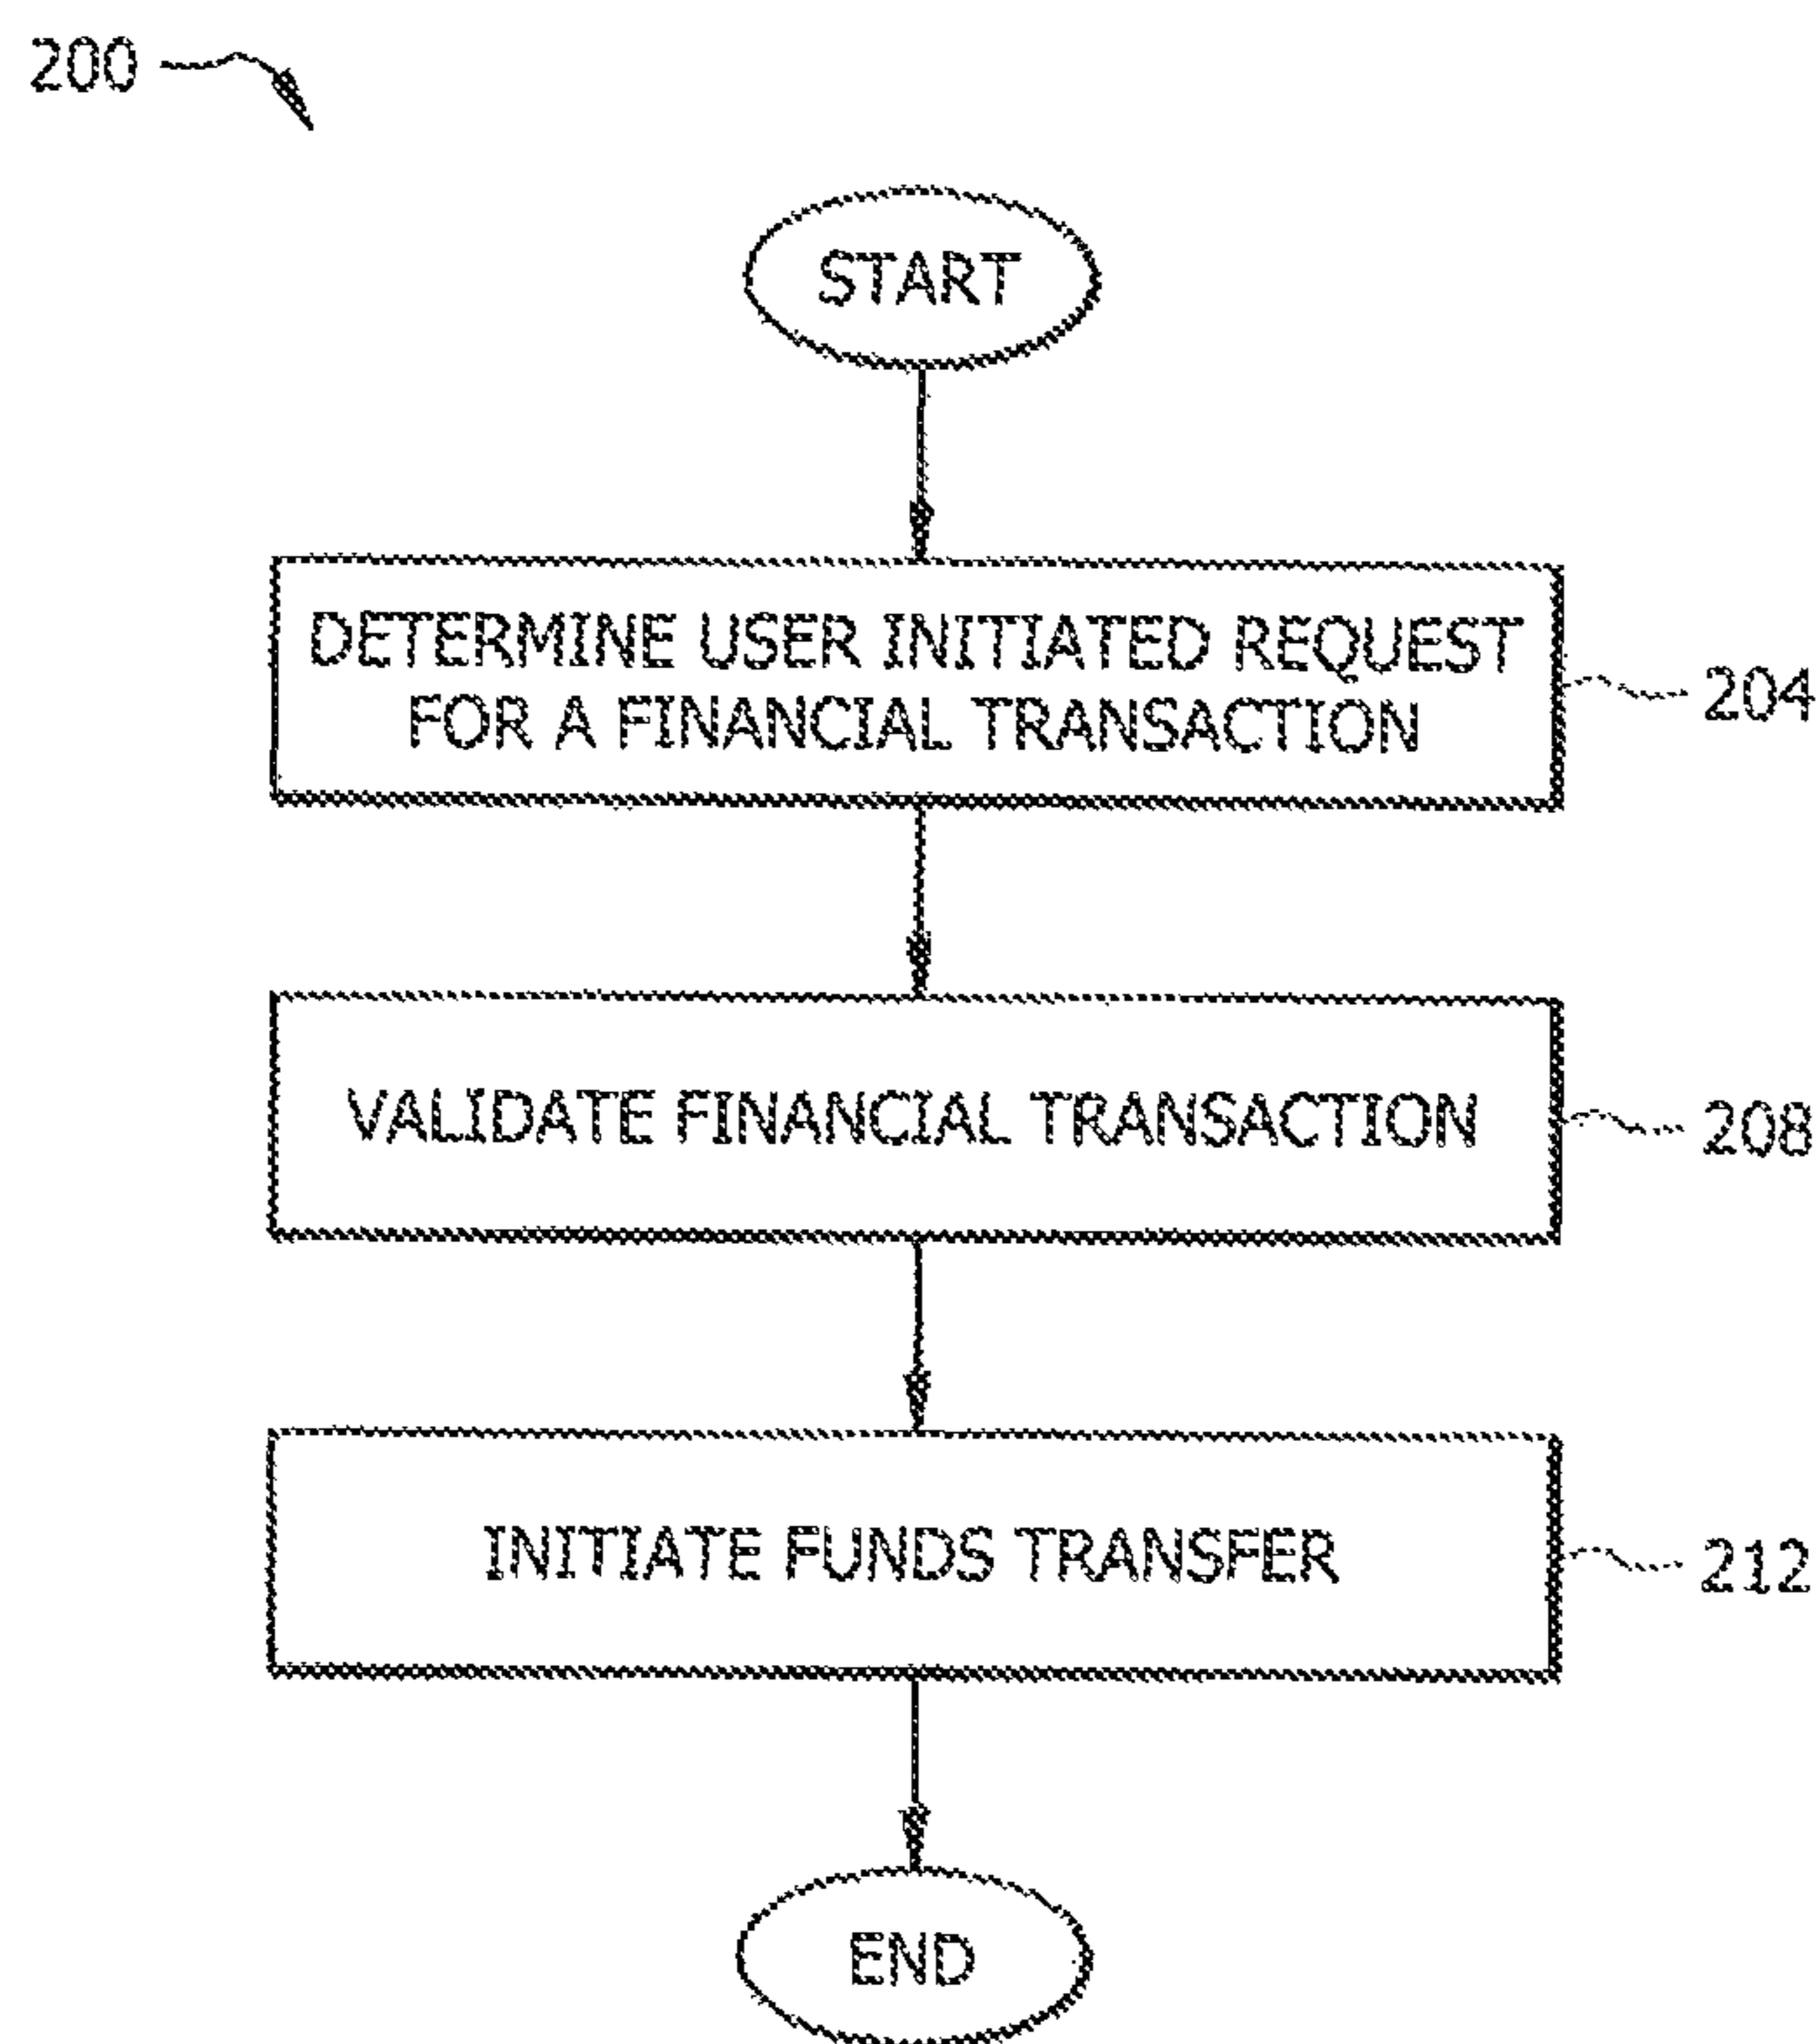 200
START
DETERMINE USER INITIATED REQUEST
FOR A FINANCIAL TRANSACTION
204
VALIDATE FINANCIAL TRANSACTION
208
INITIATE FUNDS TRANSFER
212
END